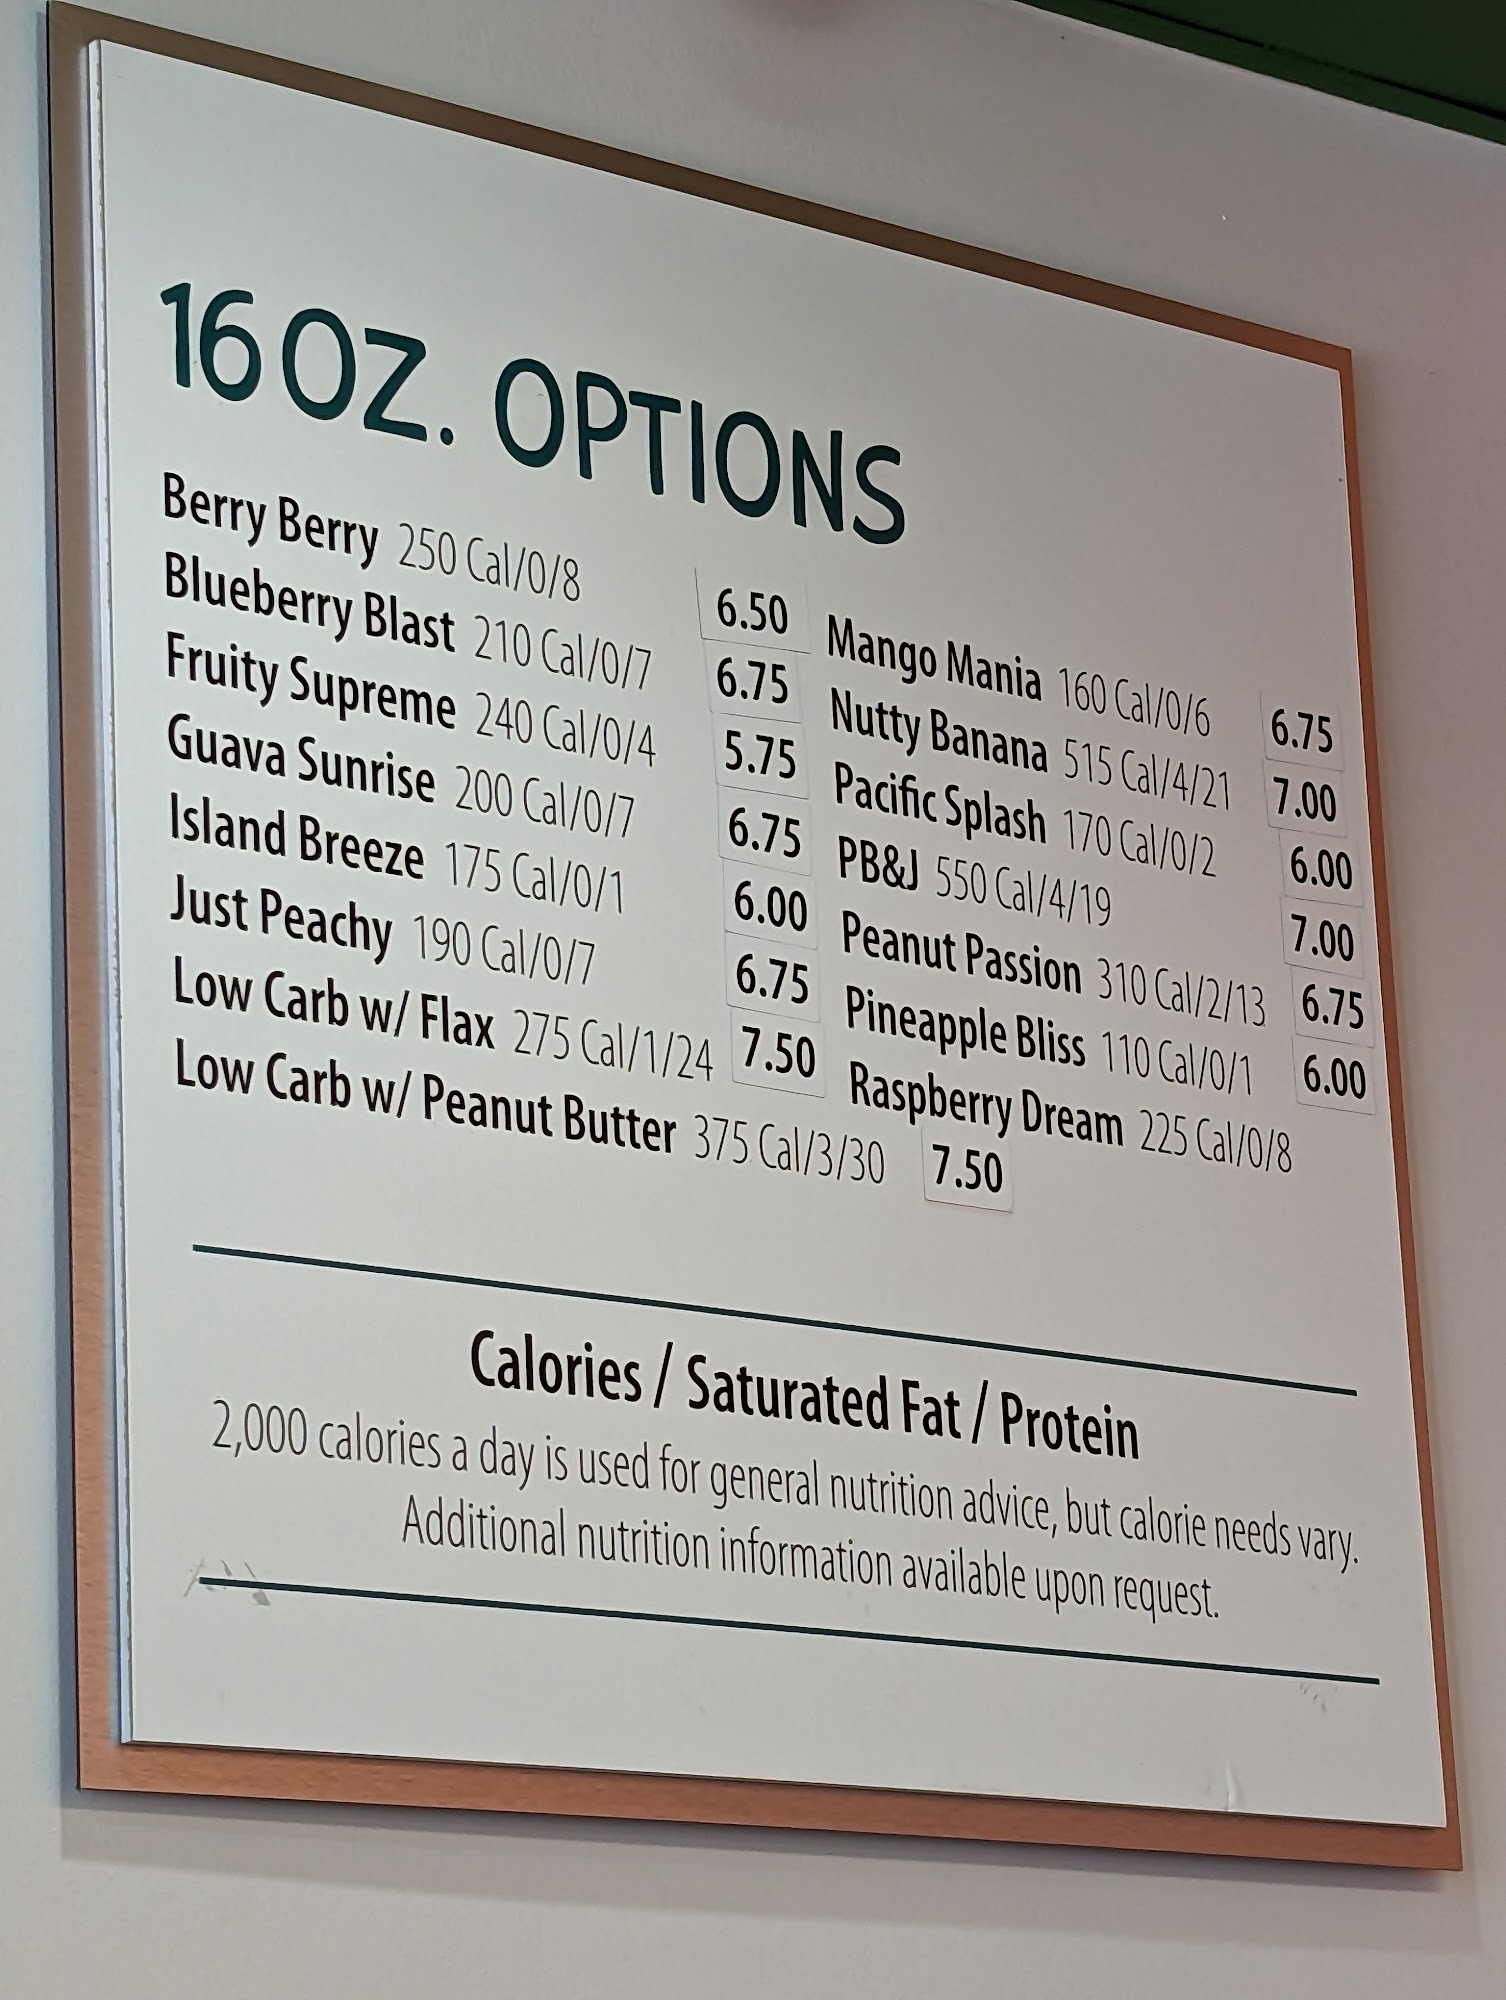 16 OZ. OPTIONS
Berry Berry 250 Cal/0/8 6.50
Blueberry Blast 210 Cal/0/7 6.75
Fruity Supreme 240 Cal/0/4 5.75
Guava Sunrise 200 Cal/0/7 6.75
Island Breeze 175 Cal/0/1 6.00
Just Peachy 190 Cal/0/7 6.75
Low Carb w/ Flax 275 Cal/1/24 7.50
Low Carb w/ Peanut Butter 375 Cal/3/30 7.50
Mango Mania 160 Cal/0/6 6.75
Nutty Banana 515 Cal/4/21 7.00
Pacific Splash 170 Cal/0/2 6.00
PB&J 550 Cal/4/19 7.00
Peanut Passion 310 Cal/2/13 6.75
Pineapple Bliss 110 Cal/0/1 6.00
Raspberry Dream 225 Cal/0/8
Calories / Saturated Fat / Protein
2,000 calories a day is used for general nutrition advice, but calorie needs vary.
Additional nutrition information available upon request.